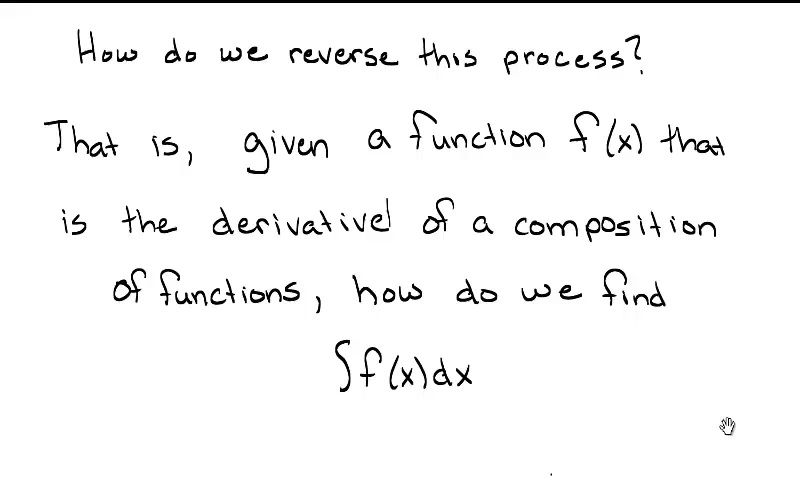 How do we reverse this process?
That is, given a function f(x) that
is the derivative of a composition
of functions, how do we find
∫f(x)dx